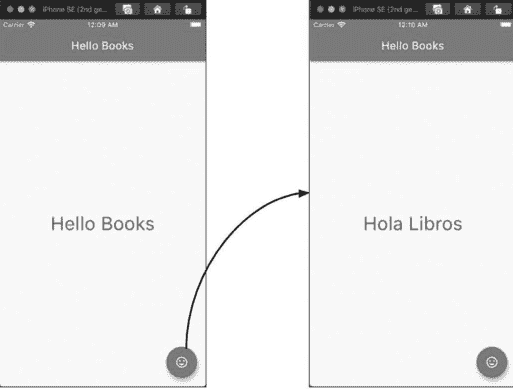 iPhone SE (2nd ge...
Carrier
12:09 AM
Hello Books
Hello Books
iPhone SE (2nd ge...
Carrier
12:10 AM
Hello Books
Hola Libros